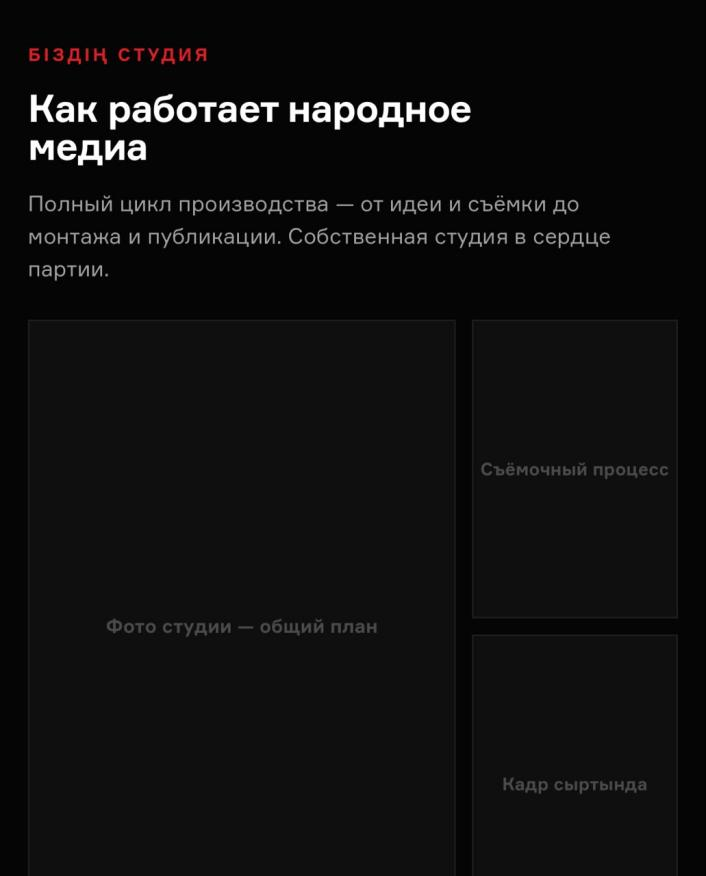 БІЗДІҢ СТУДИЯ
Как работает народное
медиа
Полный цикл производства — от идеи и съёмки до
монтажа и публикации. Собственная студия в сердце
партии.
Съёмочный процесс
Фото студии — общий план
Кадр сыртында